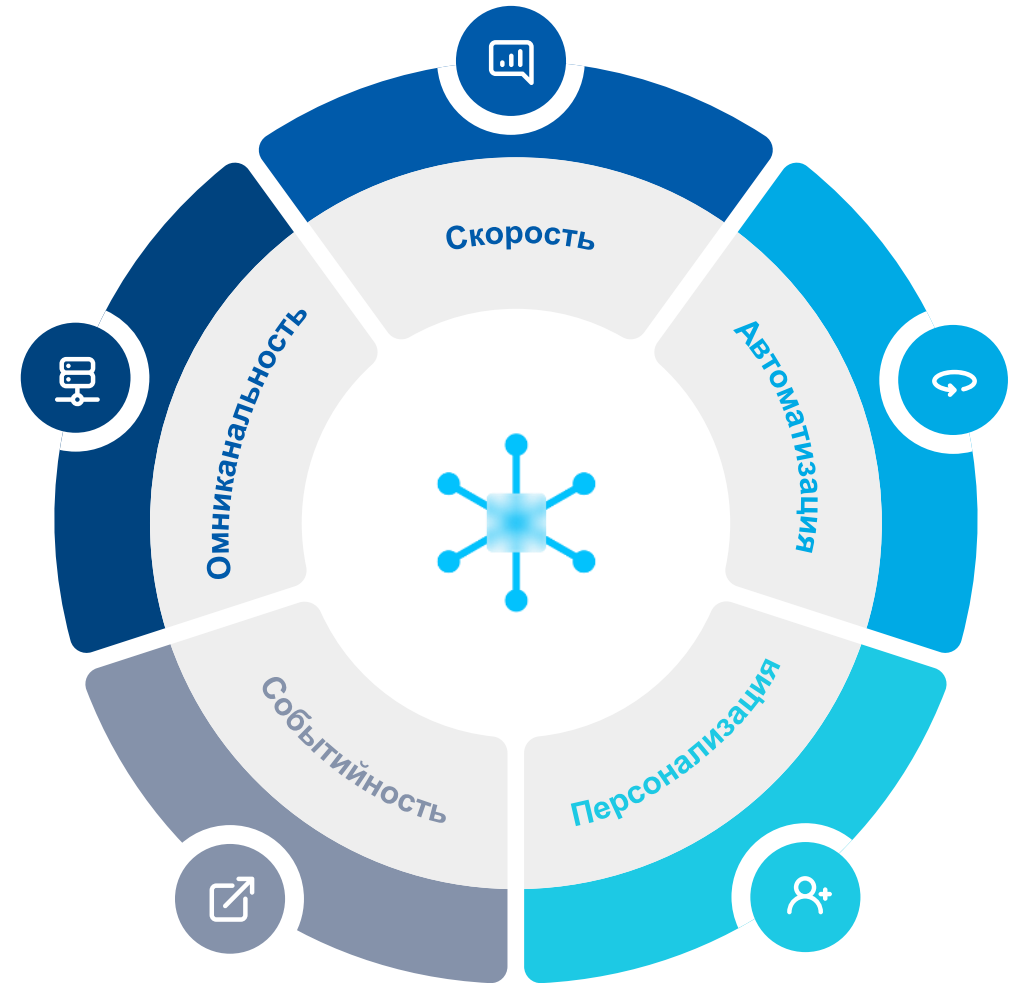 Скорость
Автоматизация
Персонализация
Событийность
Омниканальность